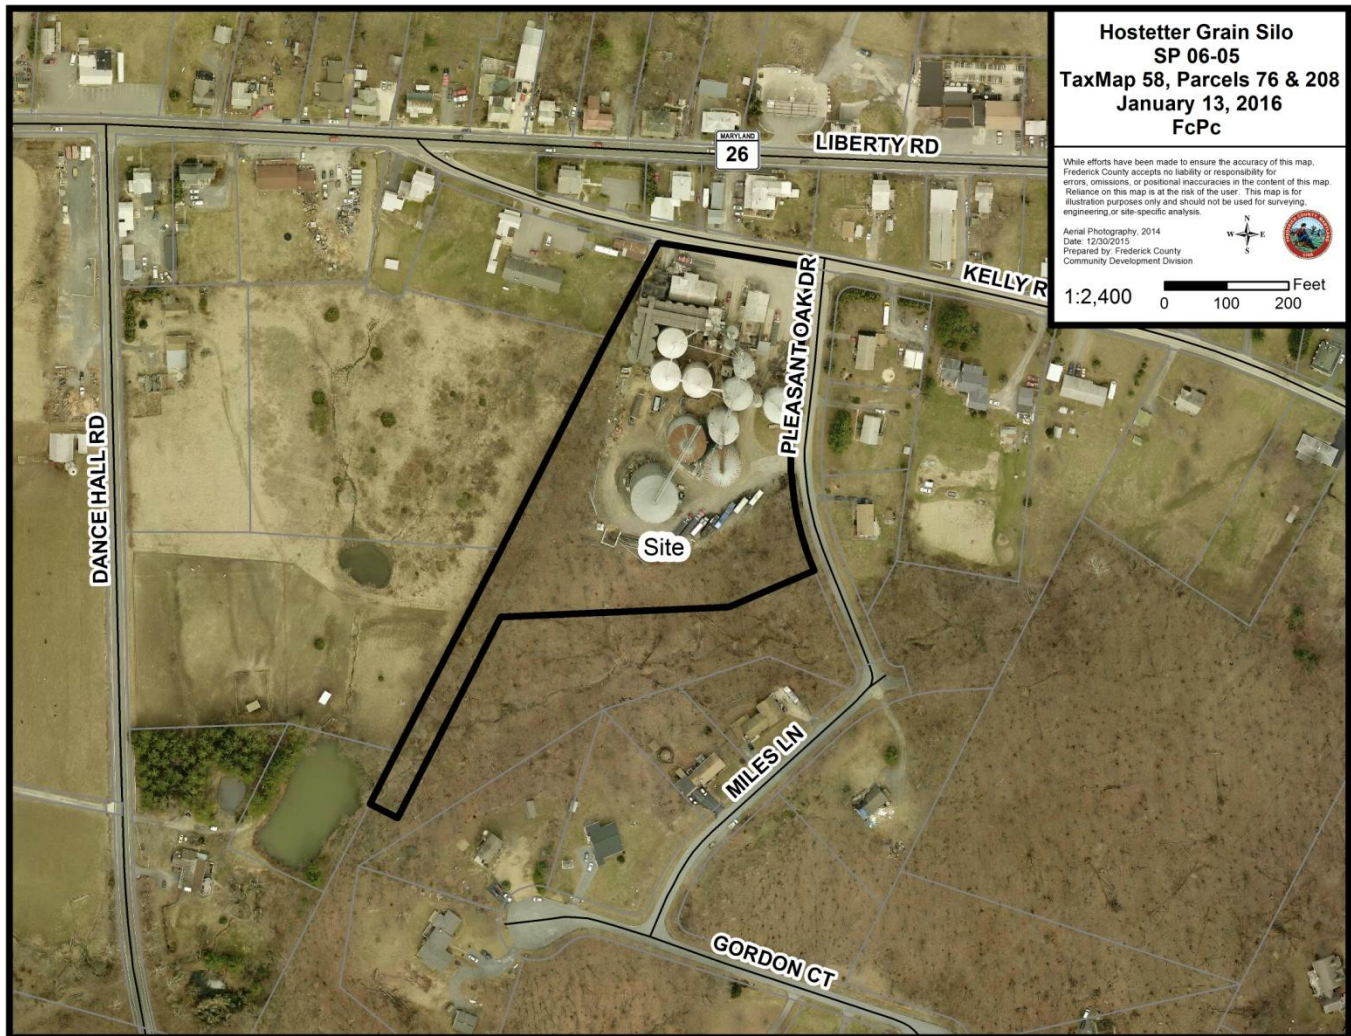 Hostetter Grain Silo
SP 06-05
TaxMap 58, Parcels 76 & 208
January 13, 2016
FcPc
While efforts have been made to ensure the accuracy of this map,
Frederick County accepts no liability or responsibility for
errors, omissions, or positional inaccuracies in the content of this map.
Reliance on this map is at the risk of the user. This map is for
illustration purposes only and should not be used for surveying,
engineering,or site-specific analysis.
Aerial Photography, 2014
Date: 12/30/2015
Prepared by: Frederick County
Community Development Division
N
W E
S
1:2,400
Feet
0 100 200
MARYLAND
26
LIBERTY RD
KELLY R
PLEASANT OAK DR
DANCE HALL RD
Site
MILES LN
GORDON CT